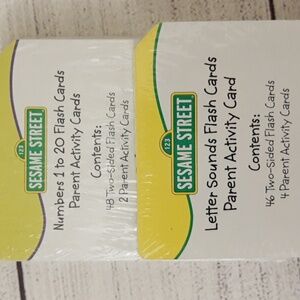 123
SESAME STREET
Numbers 1 to 20 Flash Cards
Parent Activity Cards
Contents:
48 Two-Sided Flash Cards
2 Parent Activity Cards
123
SESAME STREET
Letter Sounds Flash Cards
Parent Activity Card
Contents:
46 Two-Sided Flash Cards
4 Parent Activity Cards